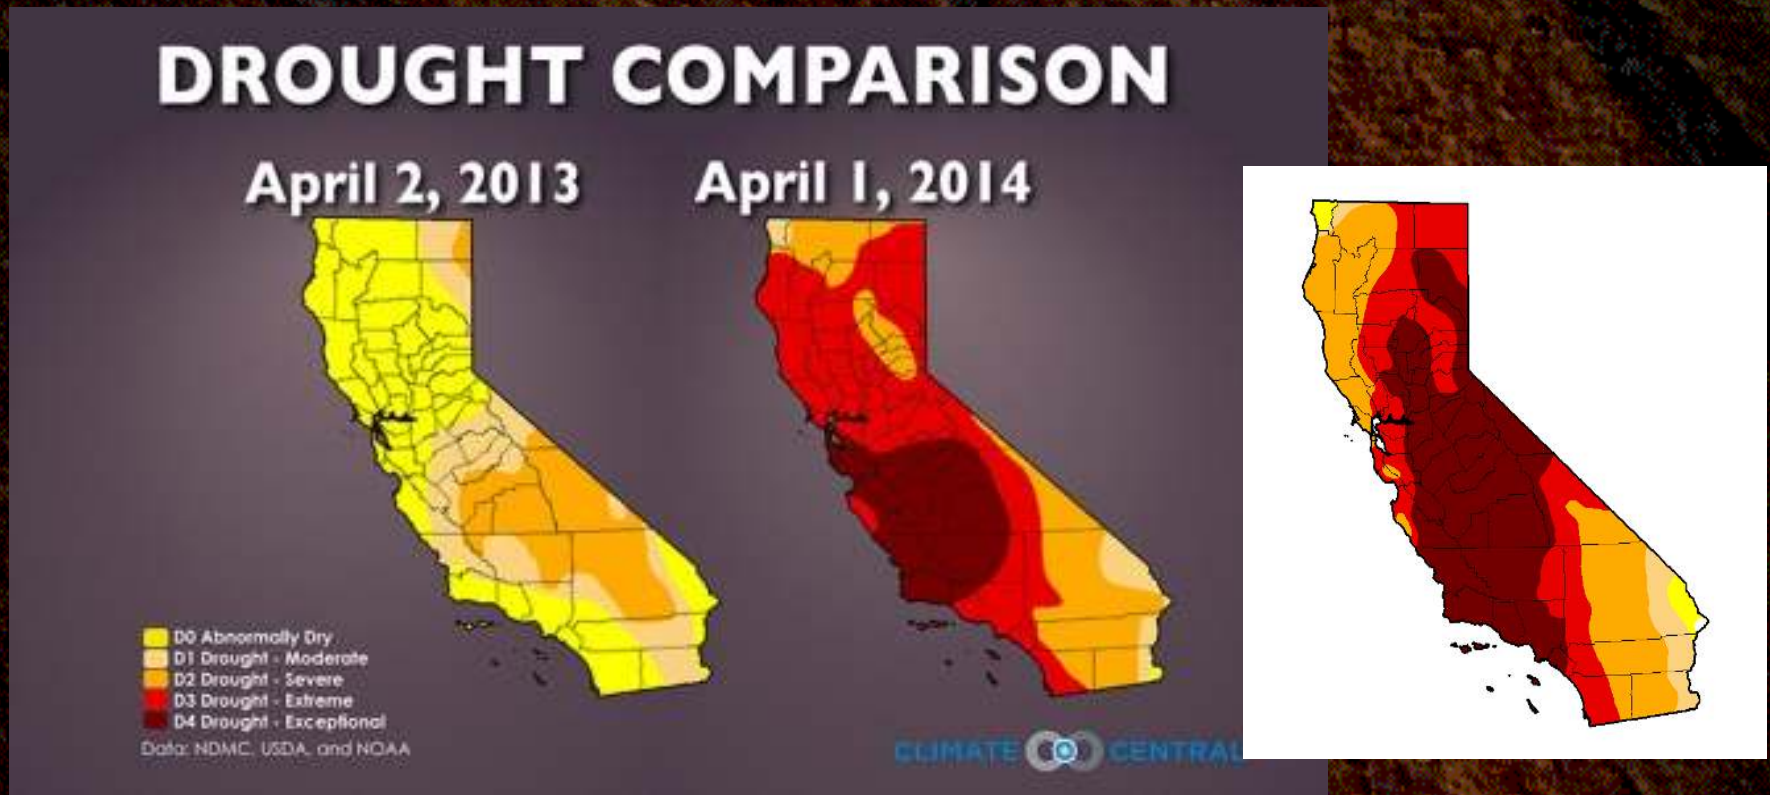 DROUGHT COMPARISON
April 2, 2013
April 1, 2014
D0 Abnormally Dry
D1 Drought - Moderate
D2 Drought - Severe
D3 Drought - Extreme
D4 Drought - Exceptional
Data: NDMC, USDA, and NOAA
CLIMATE CENTRAL